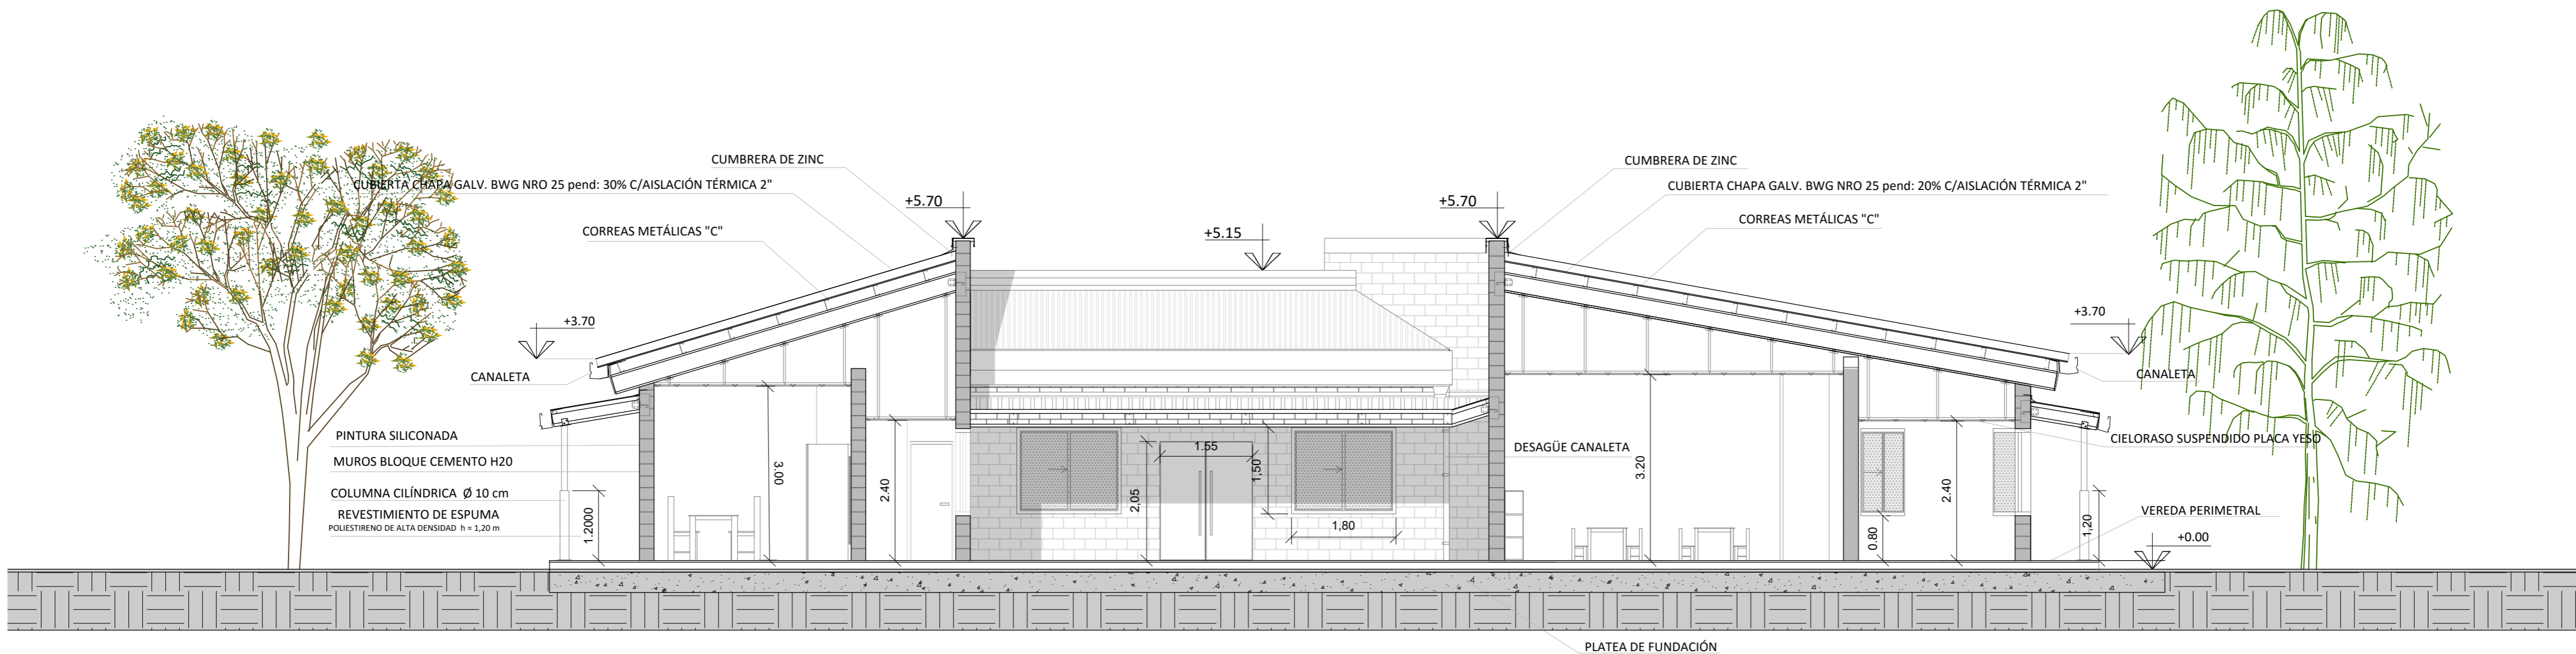 CUMBRERA DE ZINC
CUBIERTA CHAPA GALV. BWG NRO 25 pend: 30% C/AISLACIÓN TÉRMICA 2"
+5.70
CORREAS METÁLICAS "C"
+3.70
CANALETA
PINTURA SILICONADA
MUROS BLOQUE CEMENTO H20
COLUMNA CILÍNDRICA Ø 10 cm
REVESTIMIENTO DE ESPUMA
POLIESTIRENO DE ALTA DENSIDAD h = 1,20 m
1.2000
3.00
2.40
+5.15
2,05
1.55
1,50
1,80
+5.70
CUMBRERA DE ZINC
CUBIERTA CHAPA GALV. BWG NRO 25 pend: 20% C/AISLACIÓN TÉRMICA 2"
CORREAS METÁLICAS "C"
+3.70
CANALETA
DESAGÜE CANALETA
3.20
CIELORASO SUSPENDIDO PLACA YESO
0.80
2.40
1,20
VEREDA PERIMETRAL
+0.00
PLATEA DE FUNDACIÓN